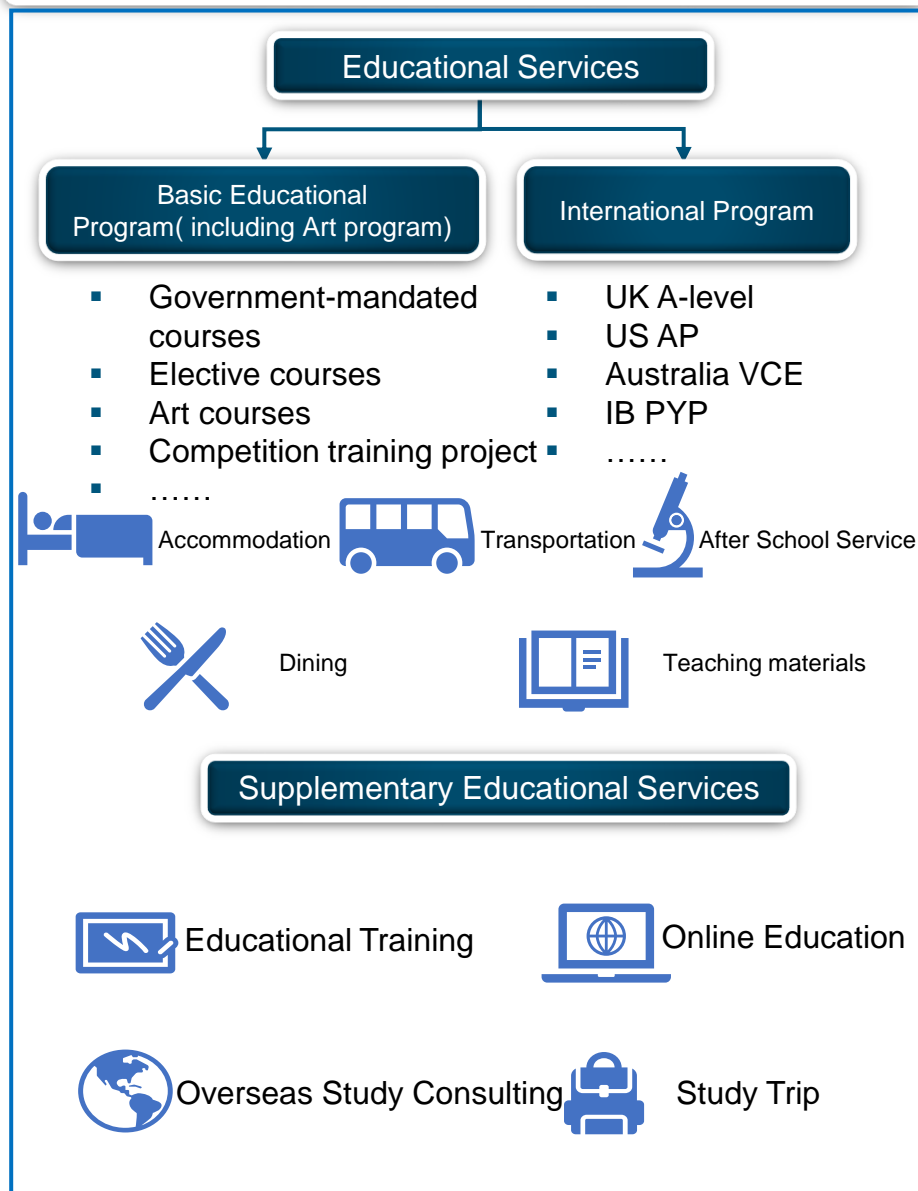 Educational Services
Basic Educational
Program( including Art program)
International Program
▪ Government-mandated
courses
▪ Elective courses
▪ Art courses
▪ Competition training project
▪ ……
▪ UK A-level
▪ US AP
▪ Australia VCE
▪ IB PYP
▪ ……
Accommodation
Transportation
After School Service
Dining
Teaching materials
Supplementary Educational Services
Educational Training
Online Education
Overseas Study Consulting
Study Trip